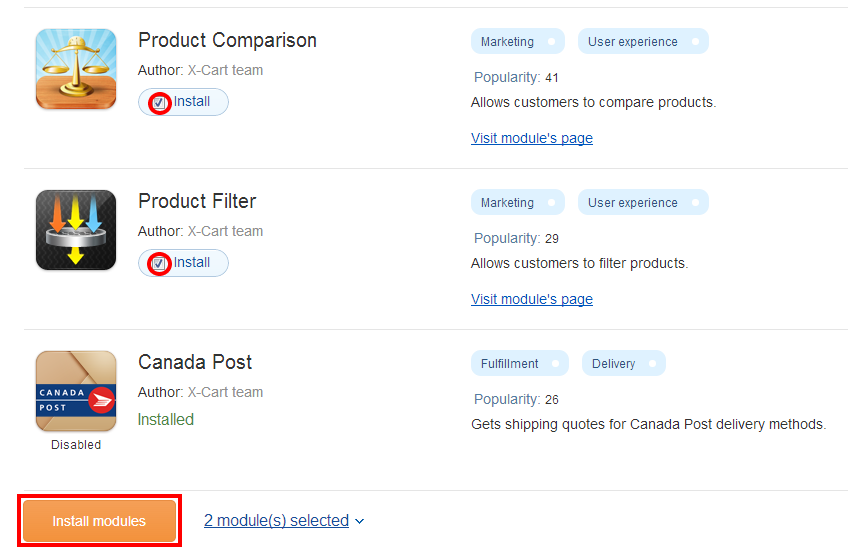 Product Comparison
Marketing
User experience
Author: X-Cart team
Popularity: 41
Install
Allows customers to compare products.
Visit module's page
Product Filter
Marketing
User experience
Author: X-Cart team
Popularity: 29
Install
Allows customers to filter products.
Visit module's page
CANADA
POST
Disabled
Canada Post
Fulfillment
Delivery
Author: X-Cart team
Popularity: 26
Installed
Gets shipping quotes for Canada Post delivery methods.
Install modules
2 module(s) selected